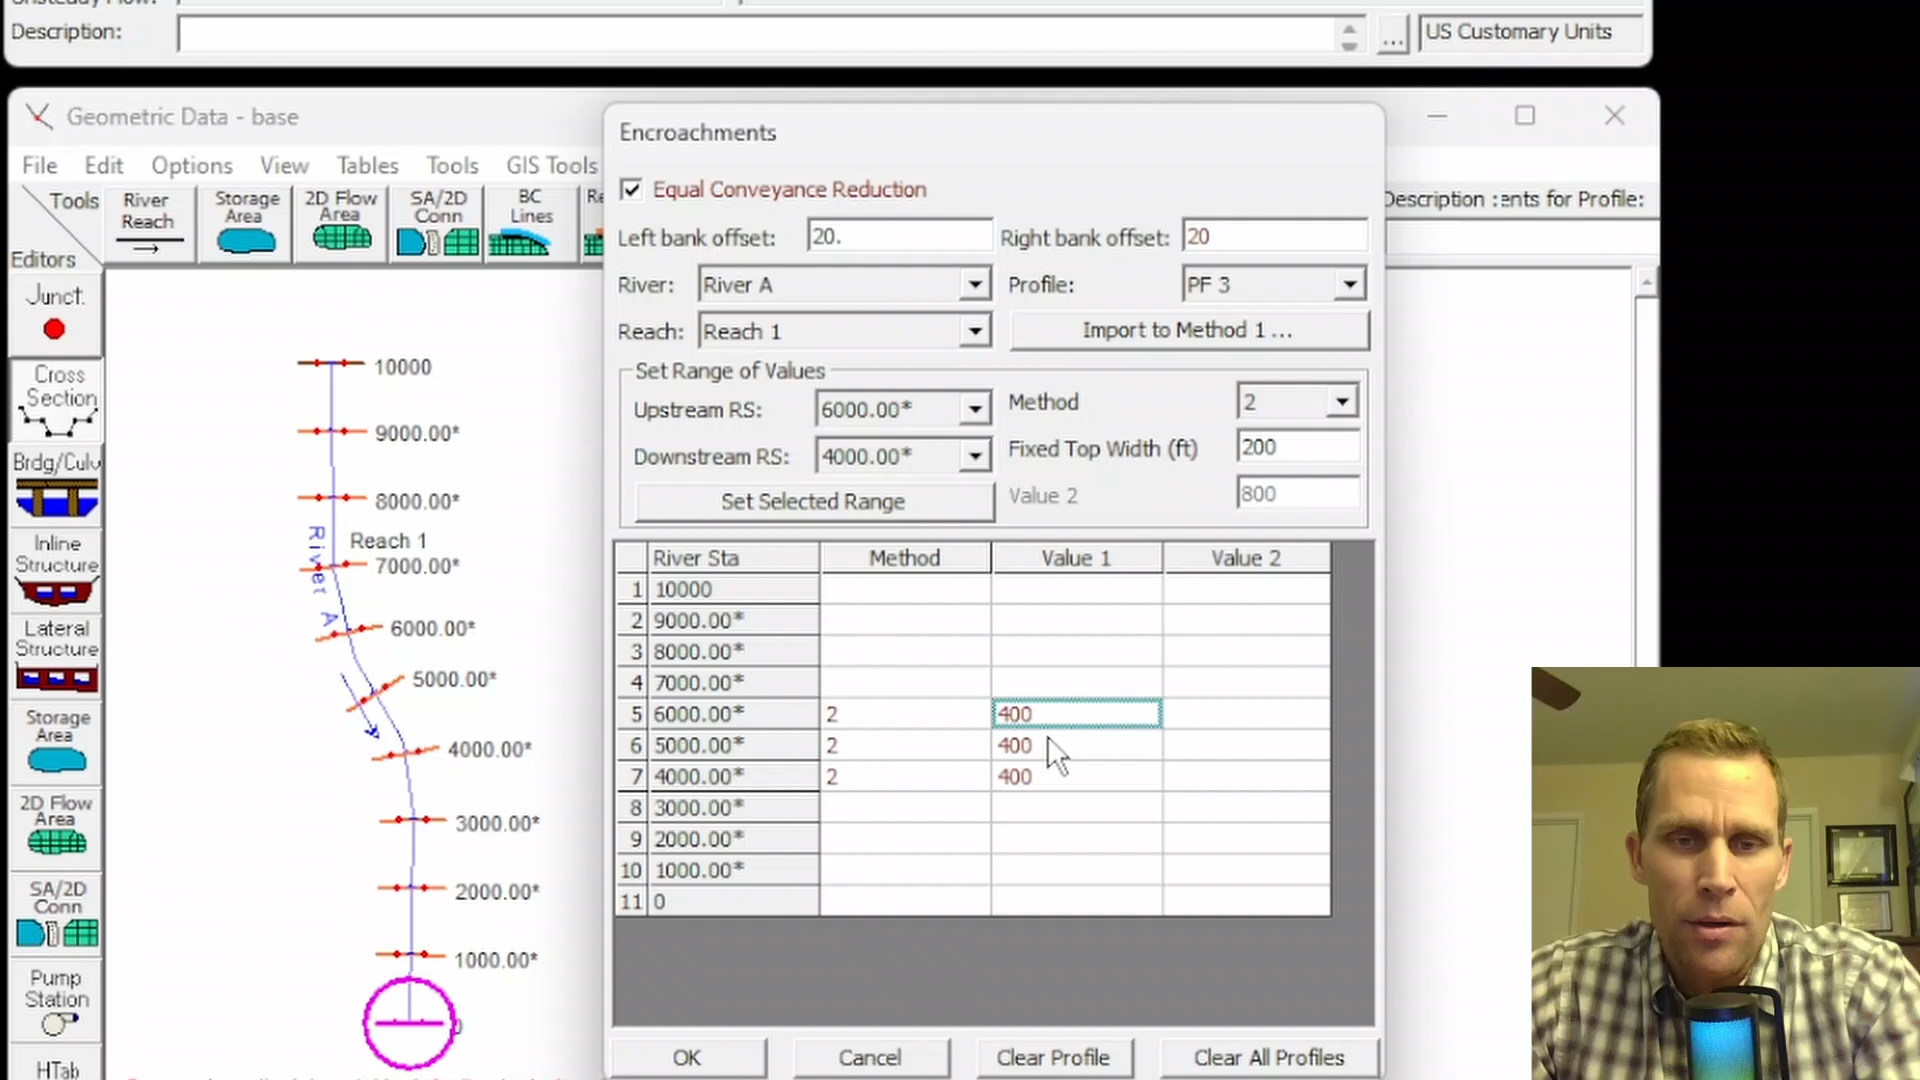 Description:
...
US Customary Units
Geometric Data - base
File Edit Options View Tables Tools GIS Tools
Tools
River Reach
Storage Area
2D Flow Area
SA/2D Conn
BC Lines
Description :ents for Profile:
Editors
Junct.
Cross Section
Brdg/Culv
Inline Structure
Lateral Structure
Storage Area
2D Flow Area
SA/2D Conn
Pump Station
HTab
10000
9000.00*
8000.00*
Reach 1
River A
7000.00*
6000.00*
5000.00*
4000.00*
3000.00*
2000.00*
1000.00*
0
Encroachments
Equal Conveyance Reduction
Left bank offset: 20. Right bank offset: 20
River: River A Profile: PF 3
Reach: Reach 1 Import to Method 1 ...
Set Range of Values
Upstream RS: 6000.00* Method 2
Downstream RS: 4000.00* Fixed Top Width (ft) 200
Set Selected Range Value 2 800
River Sta Method Value 1 Value 2
1 10000
2 9000.00*
3 8000.00*
4 7000.00*
5 6000.00* 2 400
6 5000.00* 2 400
7 4000.00* 2 400
8 3000.00*
9 2000.00*
10 1000.00*
11 0
OK Cancel Clear Profile Clear All Profiles